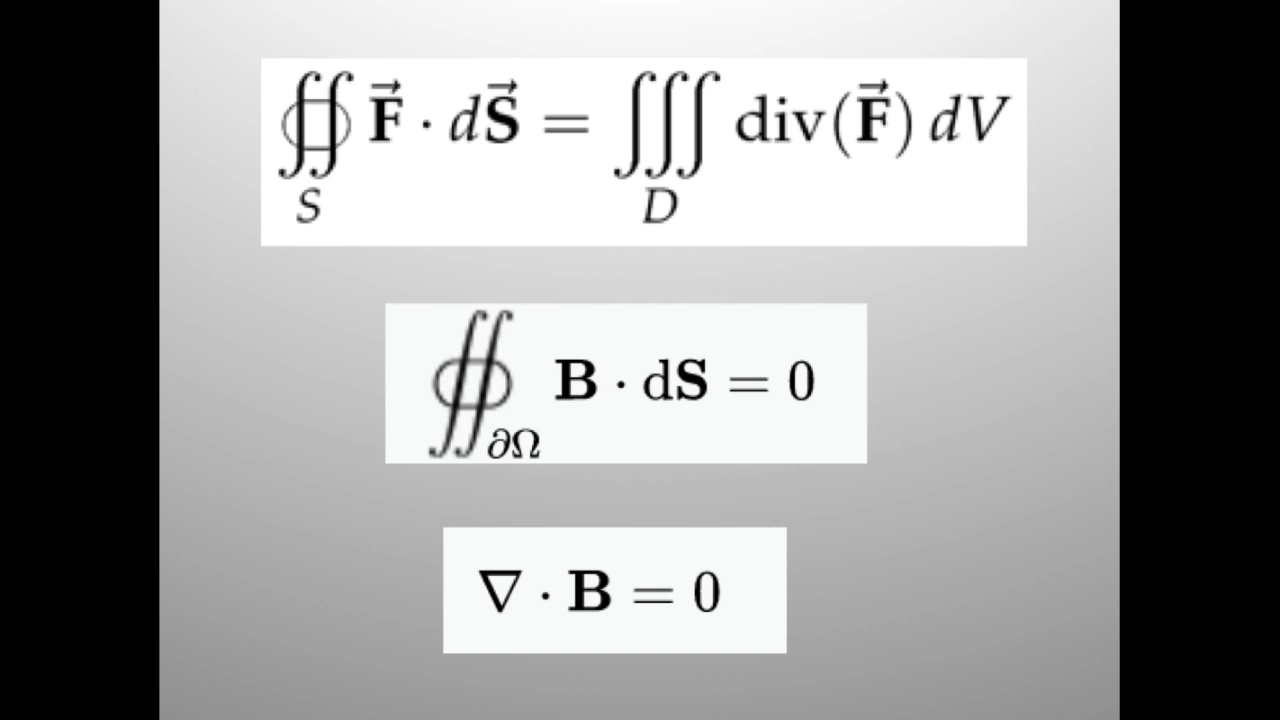 ∯_S F⃗ · dS⃗ = ∭_D div(F⃗) dV
∯_∂Ω B · dS = 0
∇ · B = 0